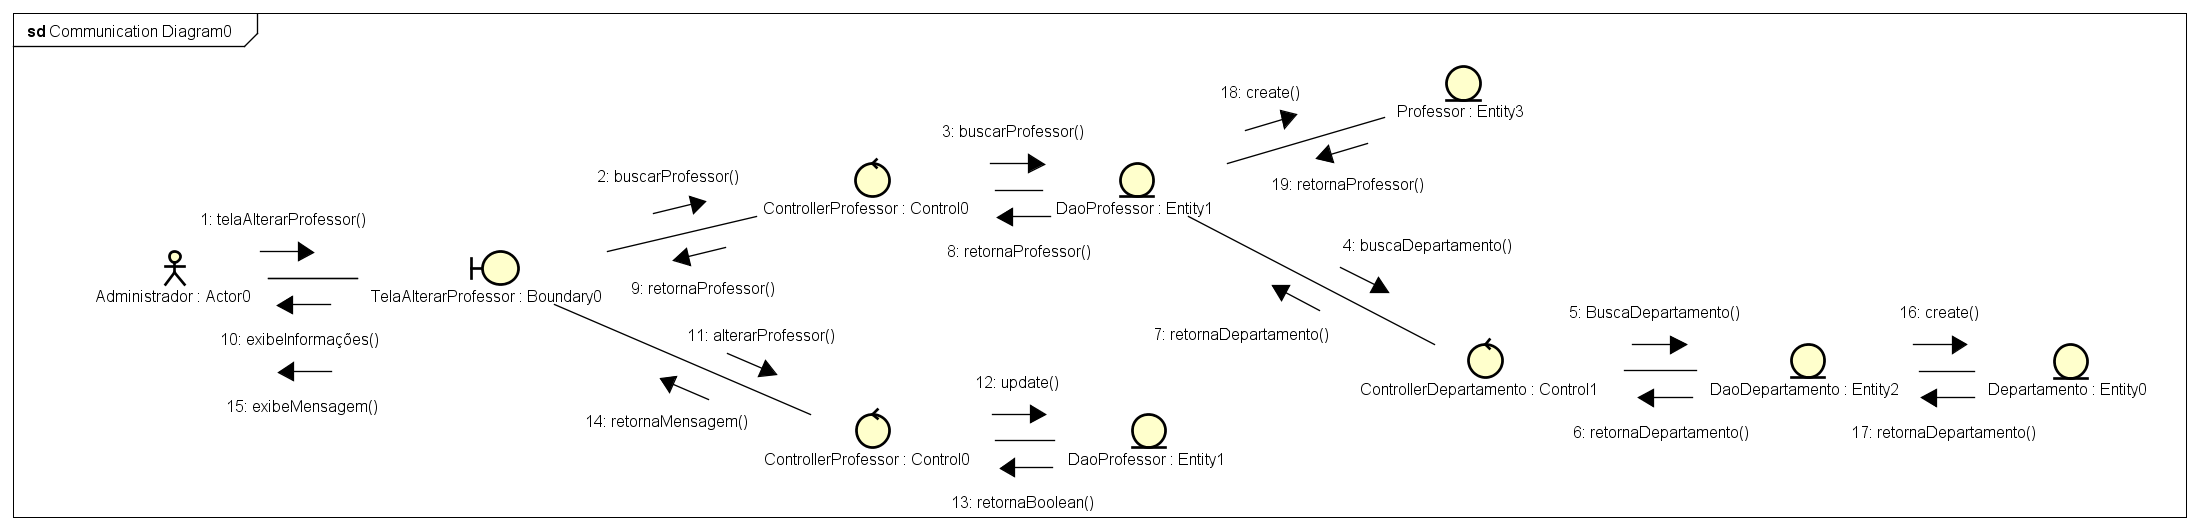 sd Communication Diagram0
18: create()
Professor : Entity3
3: buscarProfessor()
2: buscarProfessor()
19: retornaProfessor()
ControllerProfessor : Control0
DaoProfessor : Entity1
1: telaAlterarProfessor()
8: retornaProfessor()
4: buscaDepartamento()
9: retornaProfessor()
Administrador : Actor0
TelaAlterarProfessor : Boundary0
10: exibeInformações()
11: alterarProfessor()
7: retornaDepartamento()
5: BuscaDepartamento()
16: create()
12: update()
ControllerDepartamento : Control1
DaoDepartamento : Entity2
Departamento : Entity0
15: exibeMensagem()
14: retornaMensagem()
6: retornaDepartamento()
17: retornaDepartamento()
ControllerProfessor : Control0
DaoProfessor : Entity1
13: retornaBoolean()